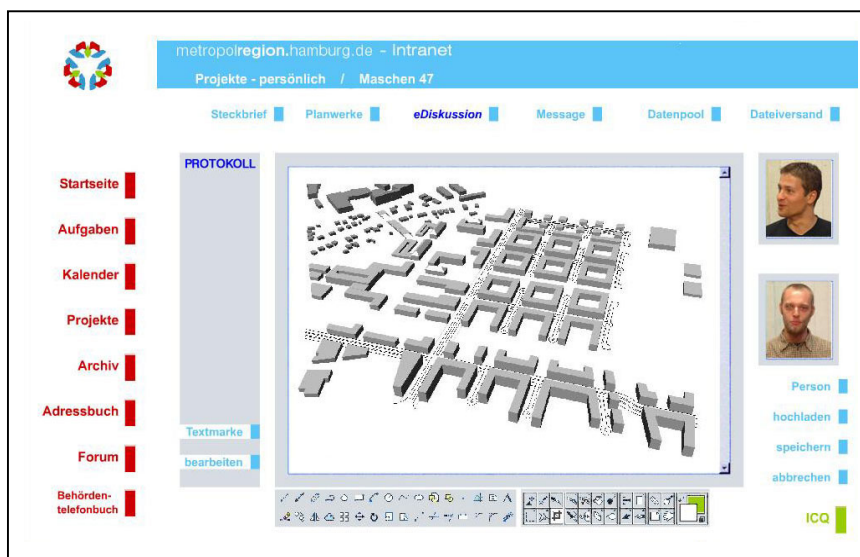 metropolregion.hamburg.de - Intranet
Projekte - persönlich / Maschen 47
Steckbrief Planwerke eDiskussion Message Datenpool Dateiversand
PROTOKOLL
Startseite
Aufgaben
Kalender
Projekte
Archiv
Adressbuch
Forum
Behörden-
telefonbuch
Textmarke
bearbeiten
Person
hochladen
speichern
abbrechen
ICQ